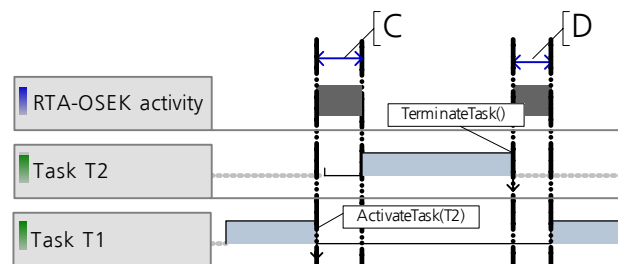 C
D
RTA-OSEK activity
TerminateTask()
Task T2
ActivateTask(T2)
Task T1